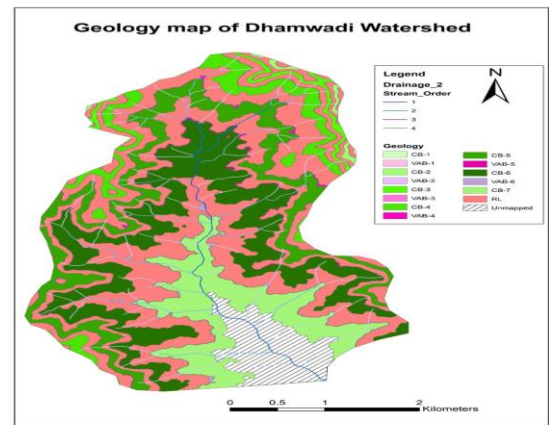 Geology map of Dhamwadi Watershed
N
Legend
Drainage_2
Stream_Order
1
2
3
4
Geology
CB-1
VAB-1
CB-2
VAB-2
CB-3
VAB-3
CB-4
VAB-4
CB-5
VAB-5
CB-6
VAB-6
CB-7
RL
Unmapped
0 0.5 1 2
Kilometers